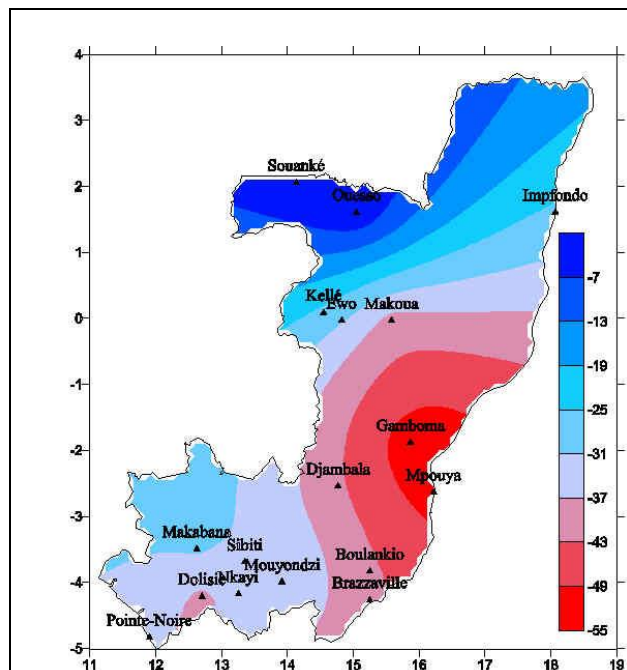 4
3
2
1
0
-1
-2
-3
-4
-5
11 12 13 14 15 16 17 18 19
Souanké
Ouesso
Impfondo
Kellé
Ewo
Makoua
Gamboma
Djambala
Mpouya
Makabana
Sibiti
Mouyondzi
Dolisie
Nkayi
Boulankio
Brazzaville
Pointe-Noire
-7
-13
-19
-25
-31
-37
-43
-49
-55